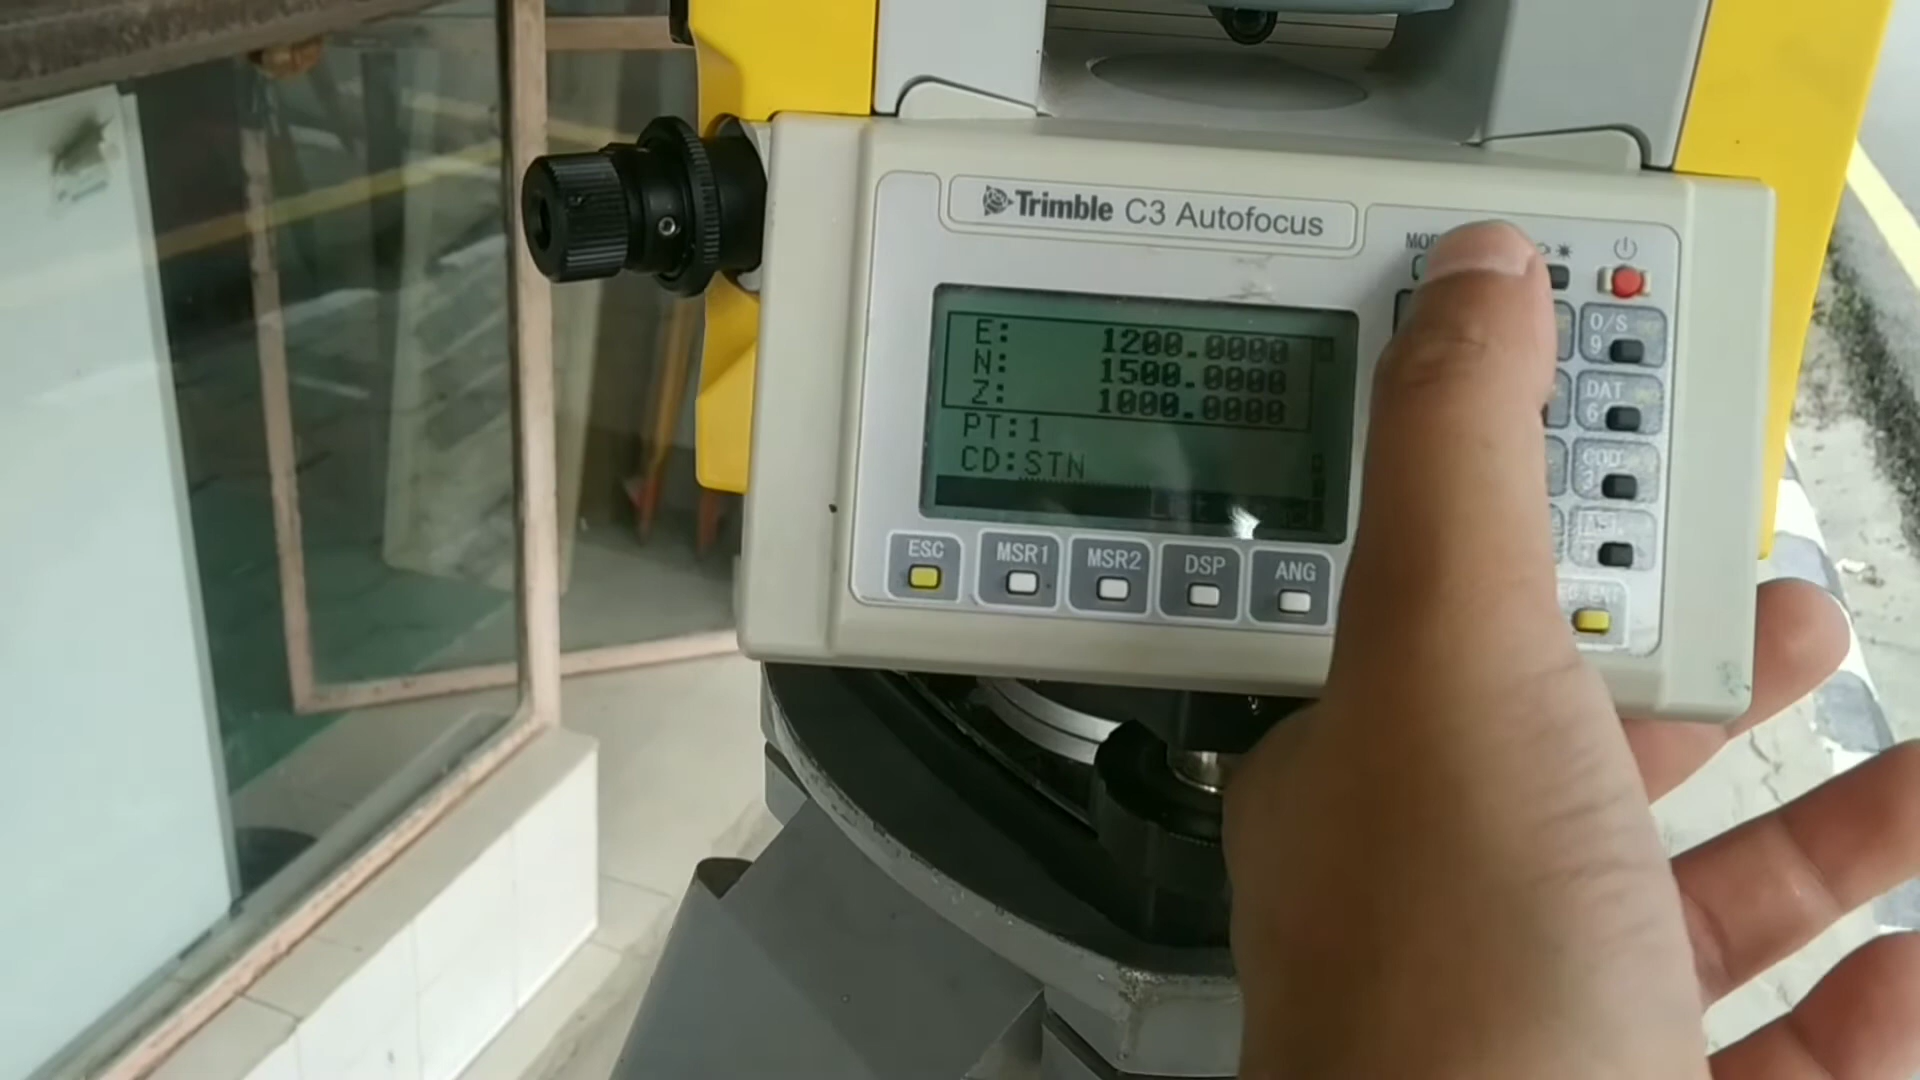 Trimble C3 Autofocus
E: 1200.0000
N: 1500.0000
Z: 1000.0000
PT:1
CD:STN
ESC
MSR1
MSR2
DSP
ANG
O/S
9
DAT
6
COD
3
ENT